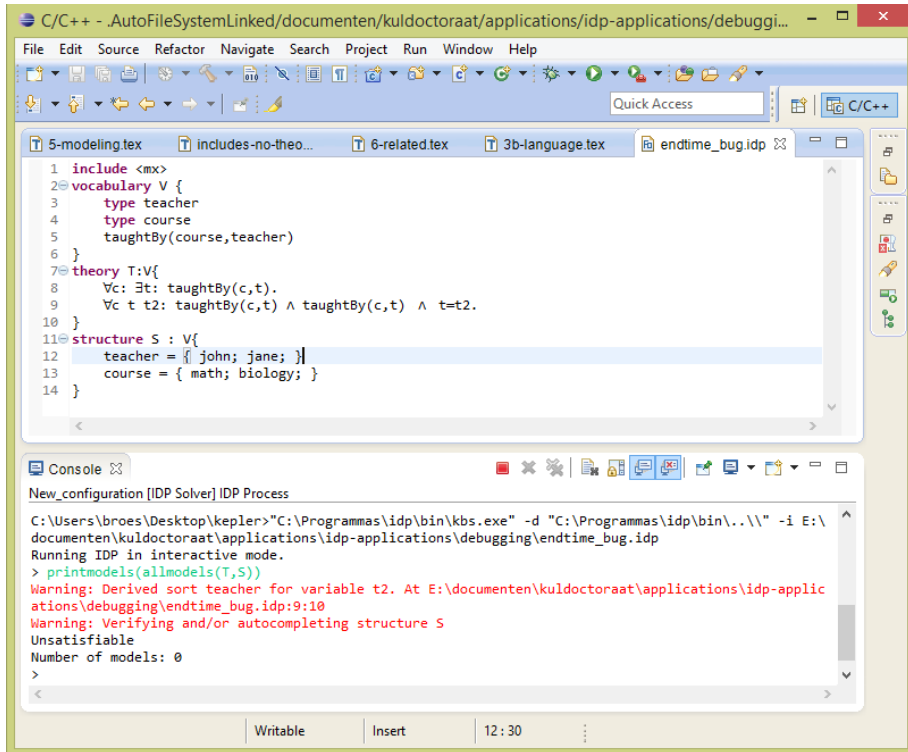 C/C++ - .AutoFileSystemLinked/documenten/kuldoctoraat/applications/idp-applications/debuggi...
File Edit Source Refactor Navigate Search Project Run Window Help
Quick Access
C/C++
5-modeling.tex includes-no-theo... 6-related.tex 3b-language.tex endtime_bug.idp
1 include <mx>
2 vocabulary V {
3 type teacher
4 type course
5 taughtBy(course,teacher)
6 }
7 theory T:V{
8 ∀c: ∃t: taughtBy(c,t).
9 ∀c t t2: taughtBy(c,t) ∧ taughtBy(c,t) ∧ t=t2.
10 }
11 structure S : V{
12 teacher = { john; jane; }
13 course = { math; biology; }
14 }
Console
New_configuration [IDP Solver] IDP Process
C:\Users\broes\Desktop\kepler>"C:\Programmas\idp\bin\kbs.exe" -d "C:\Programmas\idp\bin\..\\" -i E:\
documenten\kuldoctoraat\applications\idp-applications\debugging\endtime_bug.idp
Running IDP in interactive mode.
> printmodels(allmodels(T,S))
Warning: Derived sort teacher for variable t2. At E:\documenten\kuldoctoraat\applications\idp-applic
ations\debugging\endtime_bug.idp:9:10
Warning: Verifying and/or autocompleting structure S
Unsatisfiable
Number of models: 0
>
Writable Insert 12 : 30